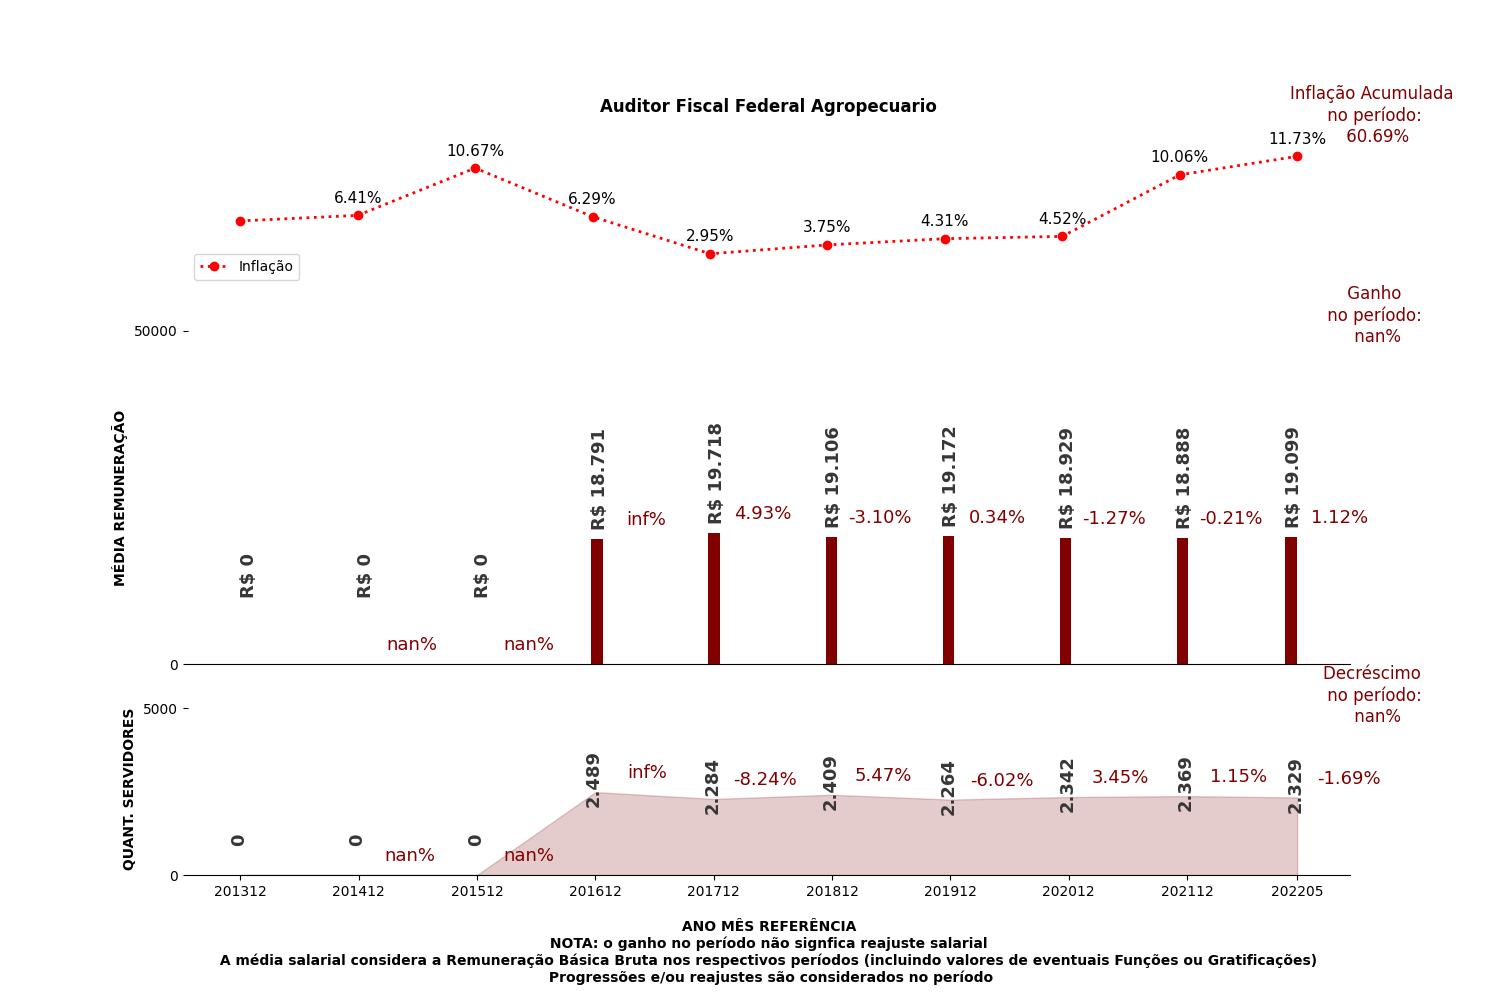 Auditor Fiscal Federal Agropecuario
Inflação Acumulada
no período:
60.69%
6.41%
10.67%
6.29%
2.95%
3.75%
4.31%
4.52%
10.06%
11.73%
Inflação
Ganho
no período:
nan%
MÉDIA REMUNERAÇÃO
50000
0
R$ 0
R$ 0
R$ 0
R$ 18.791
R$ 19.718
R$ 19.106
R$ 19.172
R$ 18.929
R$ 18.888
R$ 19.099
nan%
nan%
inf%
4.93%
-3.10%
0.34%
-1.27%
-0.21%
1.12%
Decréscimo
no período:
nan%
QUANT. SERVIDORES
5000
0
0
0
0
2.489
2.284
2.409
2.264
2.342
2.369
2.329
nan%
nan%
inf%
-8.24%
5.47%
-6.02%
3.45%
1.15%
-1.69%
201312
201412
201512
201612
201712
201812
201912
202012
202112
202205
ANO MÊS REFERÊNCIA
NOTA: o ganho no período não signfica reajuste salarial
A média salarial considera a Remuneração Básica Bruta nos respectivos períodos (incluindo valores de eventuais Funções ou Gratificações)
Progressões e/ou reajustes são considerados no período